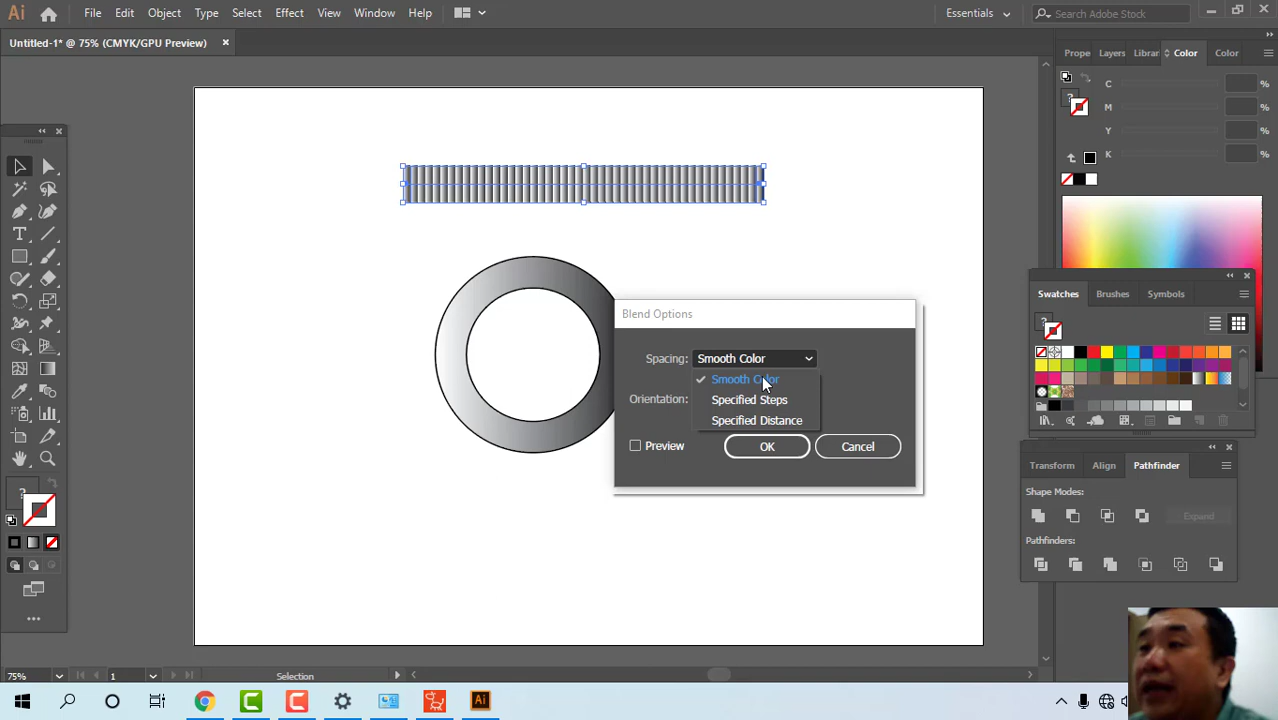 Ai File Edit Object Type Select Effect View Window Help Essentials Search Adobe Stock
Untitled-1* @ 75% (CMYK/GPU Preview)
Prope Layers Librar Color Color
C %
M %
Y %
K %
Swatches Brushes Symbols
Blend Options
Spacing: Smooth Color
Smooth Color
Specified Steps
Orientation:
Specified Distance
Preview OK Cancel
Transform Align Pathfinder
Shape Modes:
Expand
Pathfinders:
75% 1 Selection
Ai